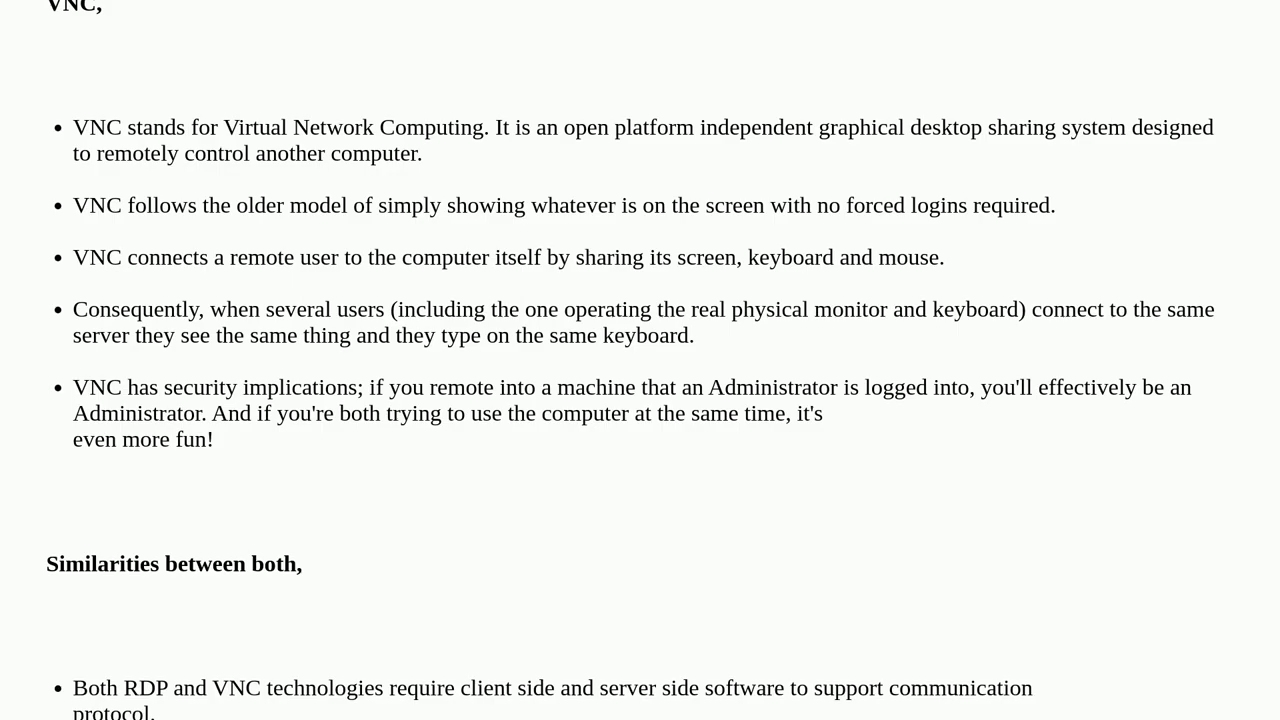 VNC,
VNC stands for Virtual Network Computing. It is an open platform independent graphical desktop sharing system designed
to remotely control another computer.
VNC follows the older model of simply showing whatever is on the screen with no forced logins required.
VNC connects a remote user to the computer itself by sharing its screen, keyboard and mouse.
Consequently, when several users (including the one operating the real physical monitor and keyboard) connect to the same
server they see the same thing and they type on the same keyboard.
VNC has security implications; if you remote into a machine that an Administrator is logged into, you'll effectively be an
Administrator. And if you're both trying to use the computer at the same time, it's
even more fun!
Similarities between both,
Both RDP and VNC technologies require client side and server side software to support communication
protocol.